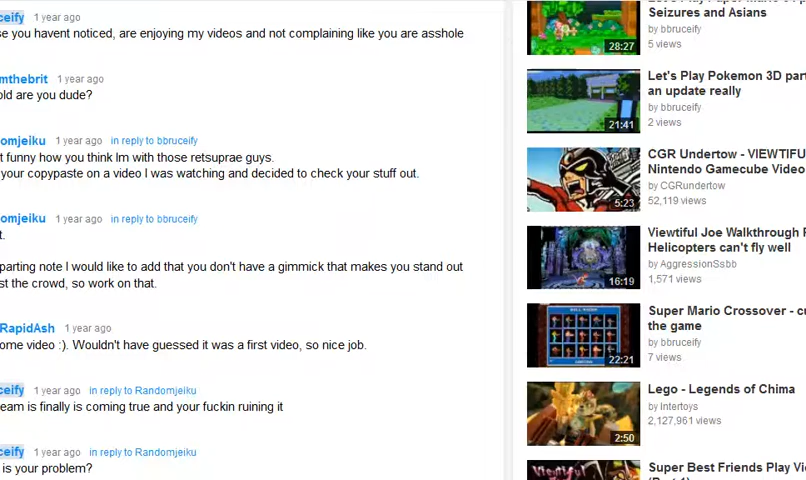 ceify 1 year ago
se you havent noticed, are enjoying my videos and not complaining like you are asshole
mthebrit 1 year ago
old are you dude?
omjeiku 1 year ago in reply to bbruceify
t funny how you think Im with those retsuprae guys.
your copypaste on a video I was watching and decided to check your stuff out.
omjeiku 1 year ago in reply to bbruceify
t.
parting note I would like to add that you don't have a gimmick that makes you stand out
st the crowd, so work on that.
RapidAsh 1 year ago
ome video :). Wouldn't have guessed it was a first video, so nice job.
ceify 1 year ago in reply to Randomjeiku
eam is finally is coming true and your fuckin ruining it
ceify 1 year ago in reply to Randomjeiku
is your problem?
Seizures and Asians
by bbruceify
5 views
28:27
Let's Play Pokemon 3D part
an update really
by bbruceify
2 views
21:41
CGR Undertow - VIEWTIFU
Nintendo Gamecube Video
by CGRundertow
52,119 views
5:23
Viewtiful Joe Walkthrough P
Helicopters can't fly well
by AggressionSsbb
1,571 views
16:19
Super Mario Crossover - cu
the game
by bbruceify
7 views
22:21
Lego - Legends of Chima
by Intertoys
2,127,961 views
2:50
Super Best Friends Play Vie